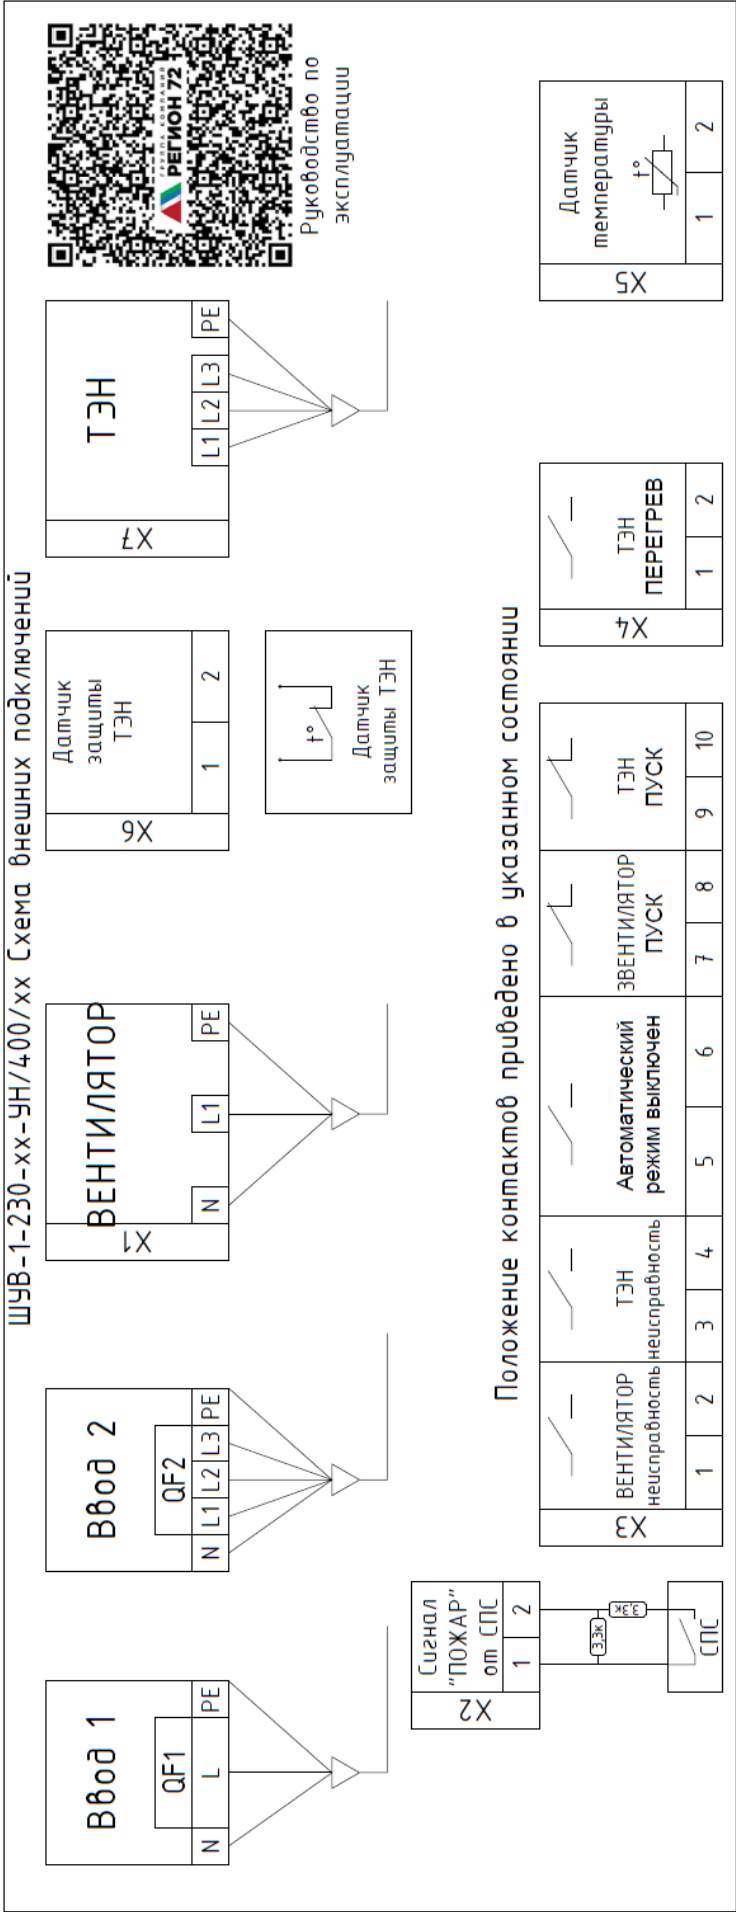 ШУВ-1-230-хх-УН/400/хх Схема внешних подключений
Ввод 1
QF1
N
L
PE
Ввод 2
QF2
N
L1
L2
L3
PE
ВЕНТИЛЯТОР
X1
N
L1
PE
Датчик
защиты
ТЭН
X6
1
2
t°
Датчик
защиты ТЭН
ТЭН
X7
L1
L2
L3
PE
ГРУППА КОМПАНИЙ
РЕГИОН 72
Руководство по
эксплуатации
Сигнал
"ПОЖАР"
от СПС
X2
1
2
3,3к
3,3к
СПС
Положение контактов приведено в указанном состоянии
X3
ВЕНТИЛЯТОР
неисправность
1
2
ТЭН
неисправность
3
4
Автоматический
режим выключен
5
6
ЗВЕНТИЛЯТОР
ПУСК
7
8
ТЭН
ПУСК
9
10
X4
ТЭН
ПЕРЕГРЕВ
1
2
X5
Датчик
температуры
t°
1
2